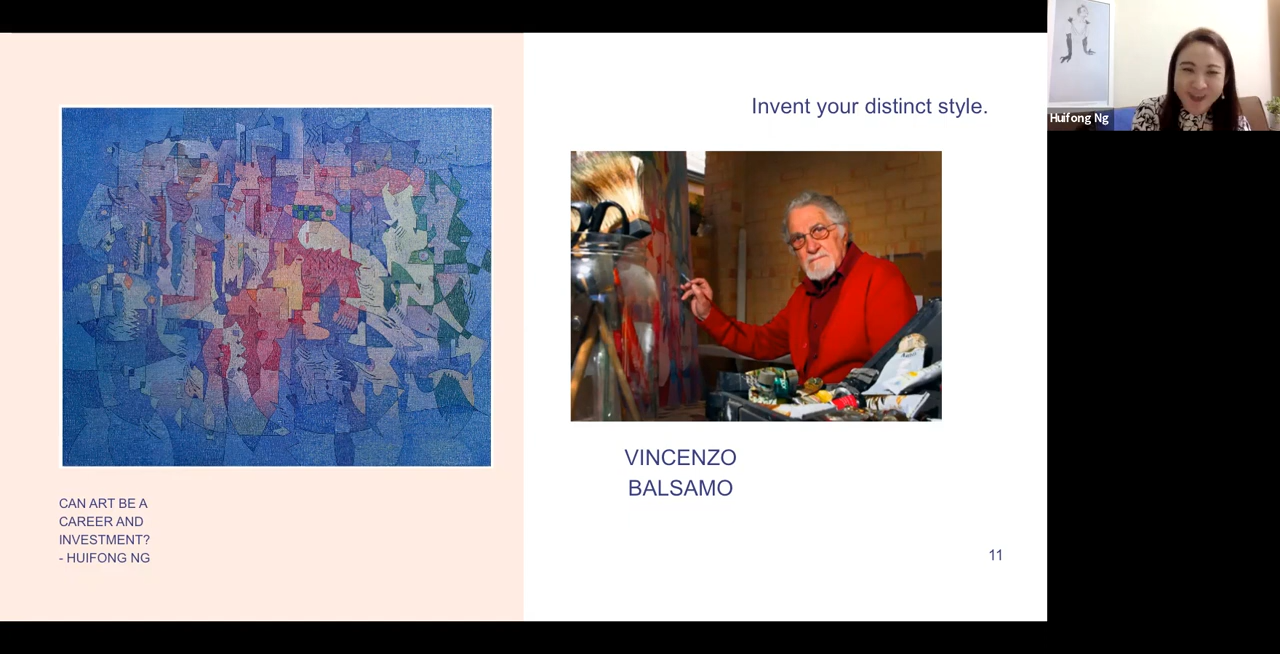 Invent your distinct style.
Huifong Ng
VINCENZO
BALSAMO
CAN ART BE A
CAREER AND
INVESTMENT?
- HUIFONG NG
11